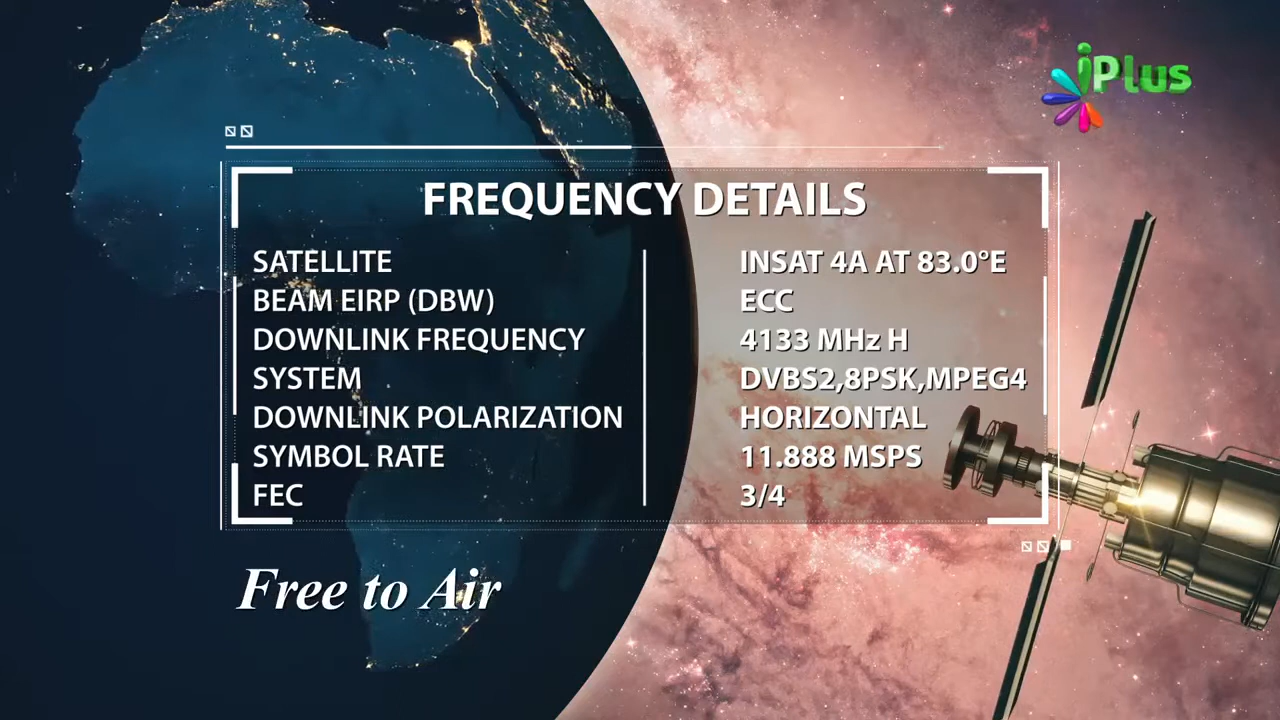 iPlus
FREQUENCY DETAILS
SATELLITE INSAT 4A AT 83.0°E
BEAM EIRP (DBW) ECC
DOWNLINK FREQUENCY 4133 MHz H
SYSTEM DVBS2,8PSK,MPEG4
DOWNLINK POLARIZATION HORIZONTAL
SYMBOL RATE 11.888 MSPS
FEC 3/4
Free to Air